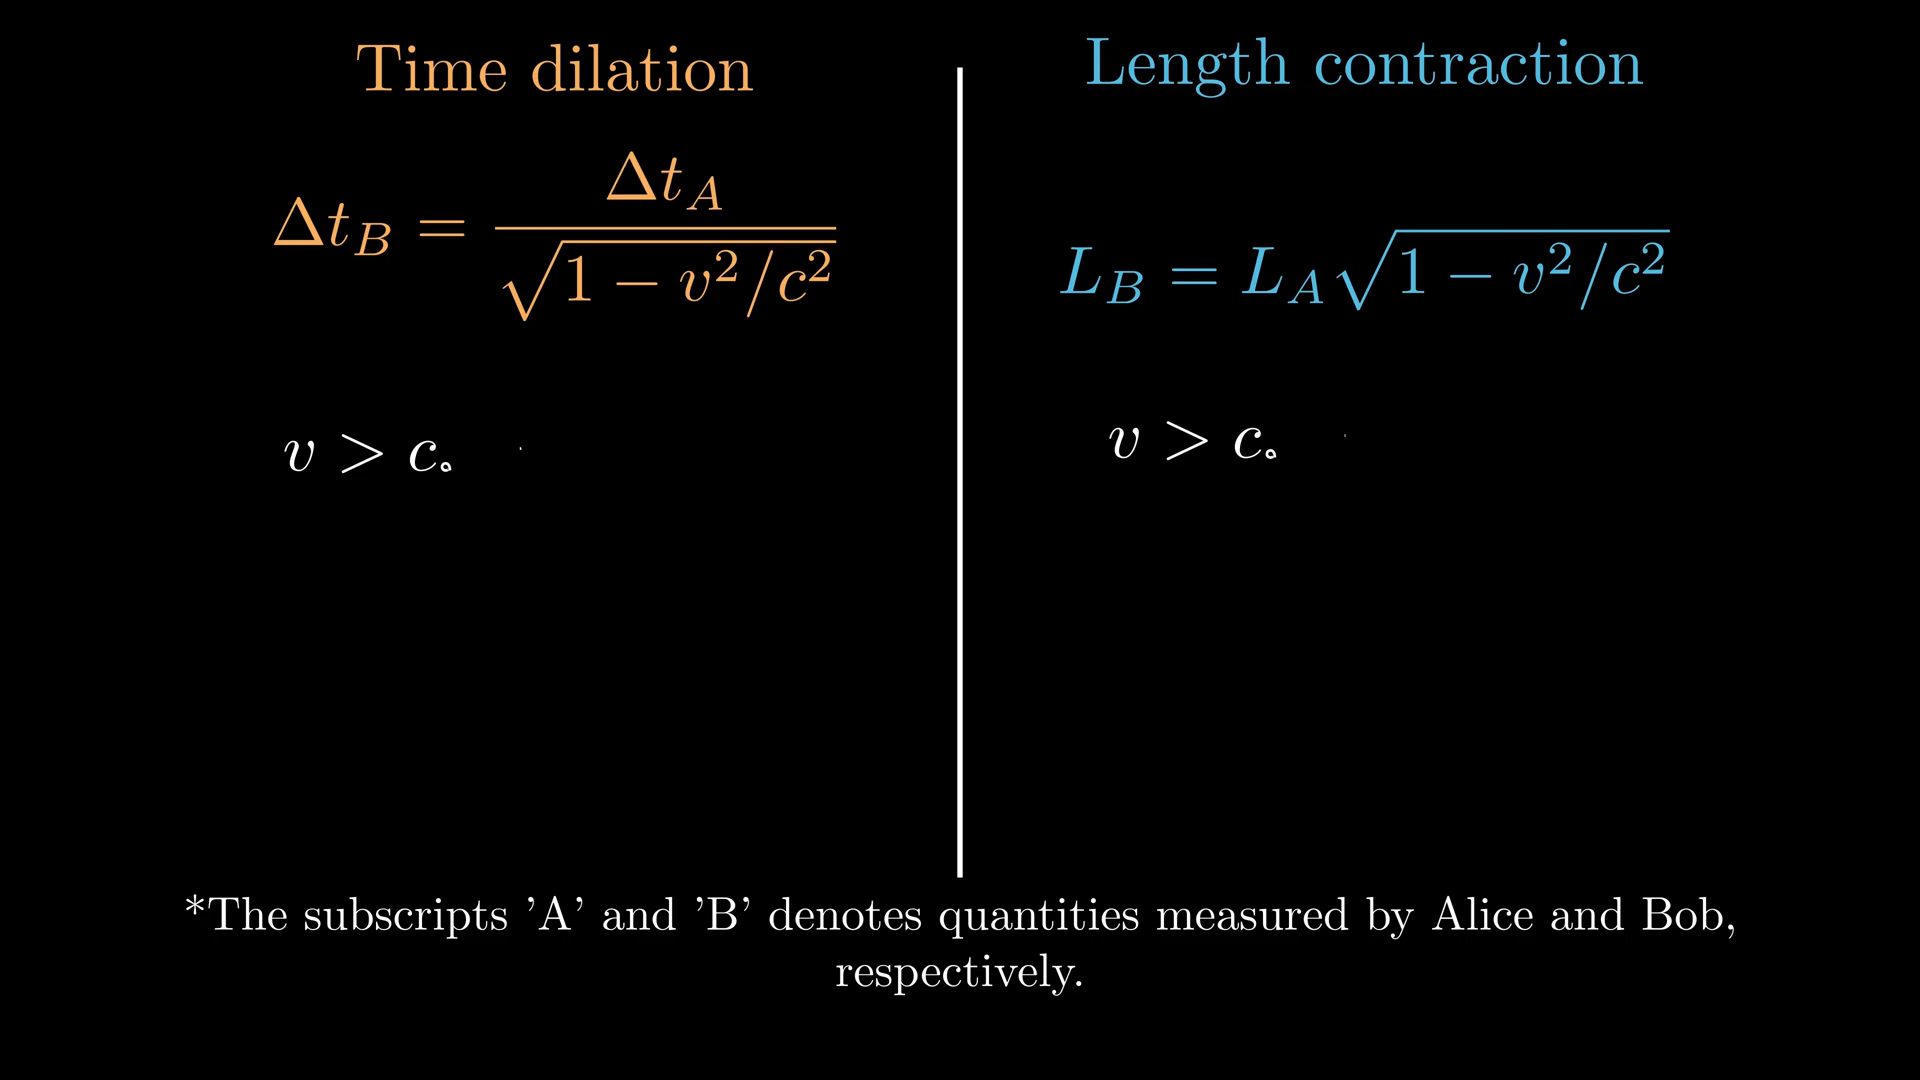 Time dilation
Δt_B = Δt_A / √(1 − v²/c²)
v > c.
Length contraction
L_B = L_A √(1 − v²/c²)
v > c.
*The subscripts ’A’ and ’B’ denotes quantities measured by Alice and Bob,
respectively.